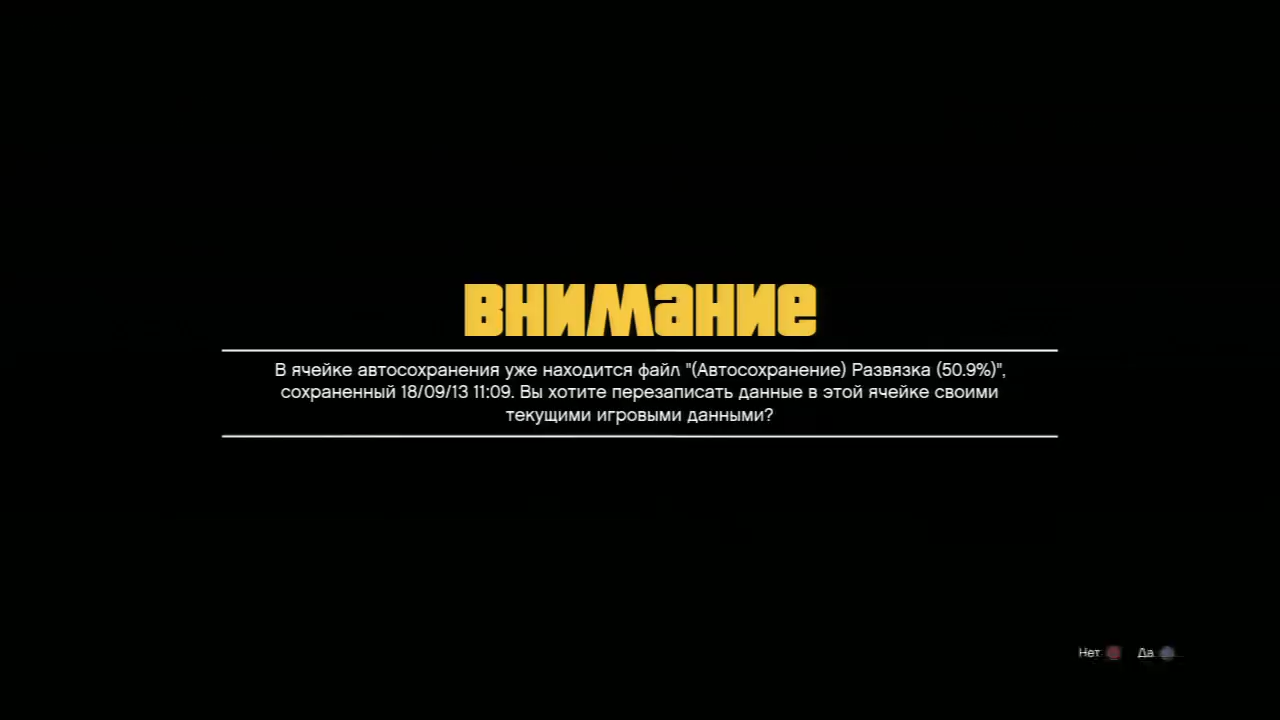 внимание
В ячейке автосохранения уже находится файл "(Автосохранение) Развязка (50.9%)",
сохраненный 18/09/13 11:09. Вы хотите перезаписать данные в этой ячейке своими
текущими игровыми данными?
Нет Да